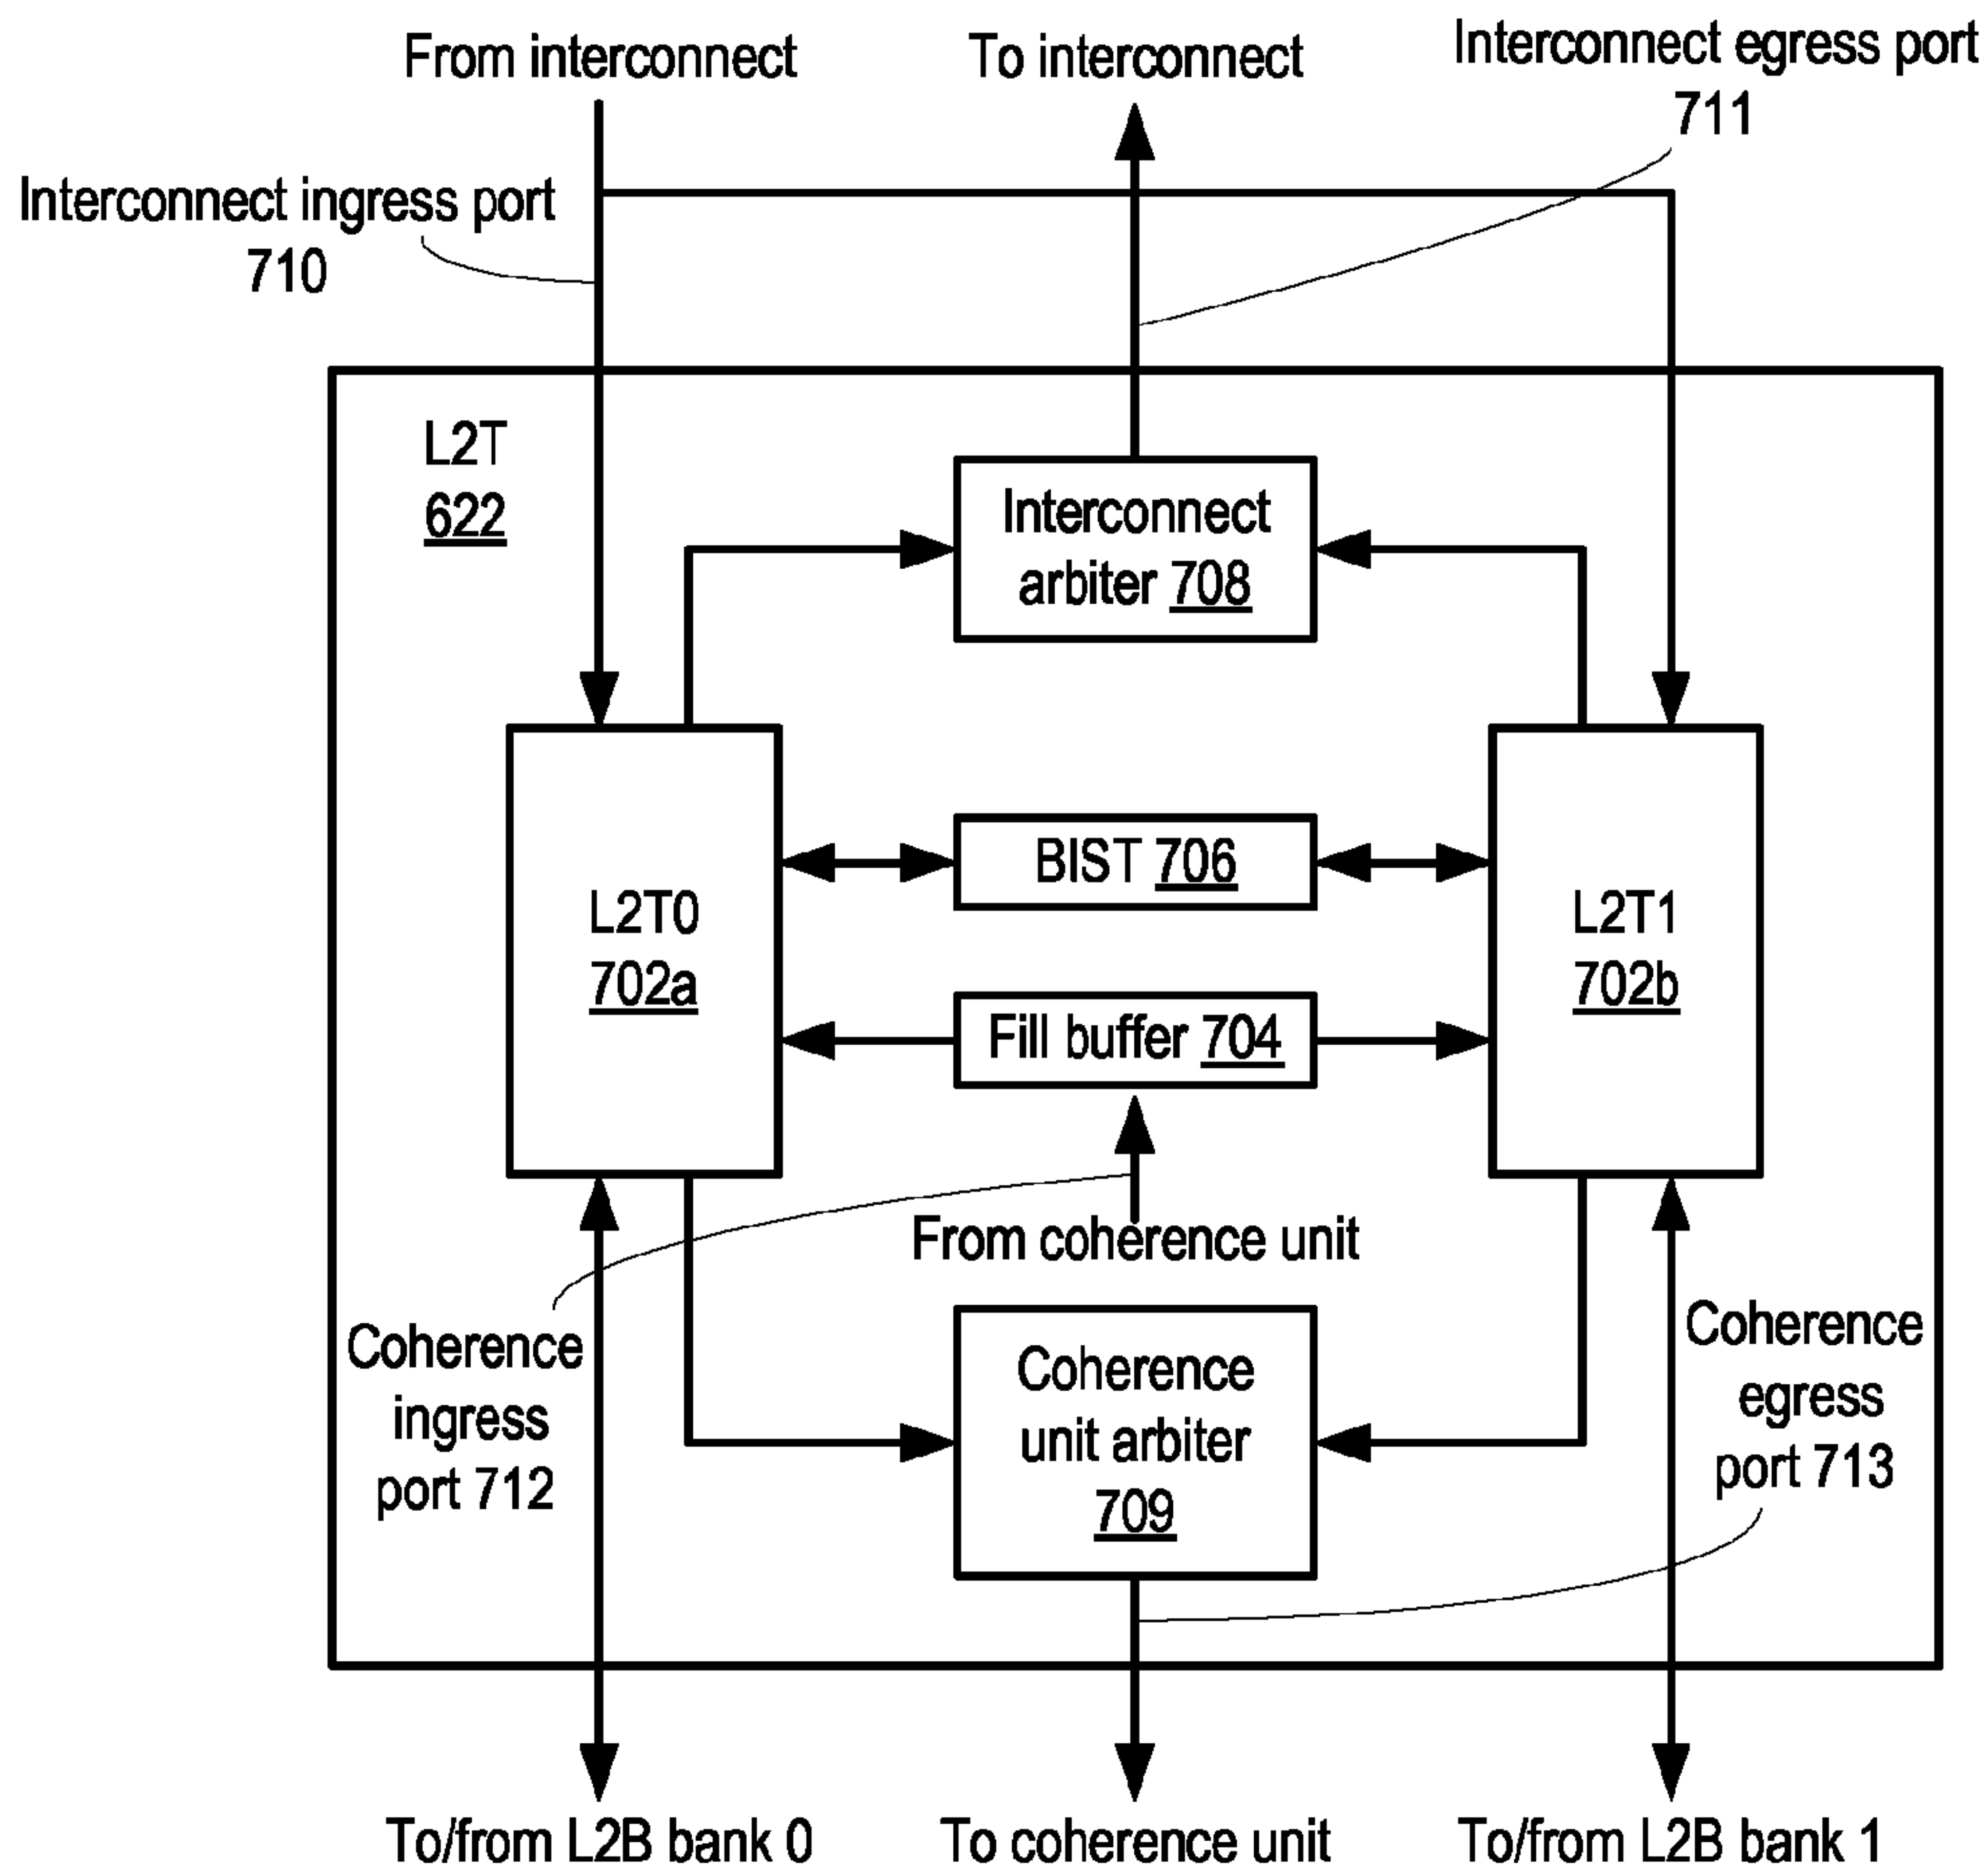 From interconnect
To interconnect
Interconnect egress port
711
Interconnect ingress port
710
L2T
622
Interconnect
arbiter 708
L2T0
702a
BIST 706
L2T1
702b
Fill buffer 704
From coherence unit
Coherence
ingress
port 712
Coherence
unit arbiter
709
Coherence
egress
port 713
To/from L2B bank 0
To coherence unit
To/from L2B bank 1